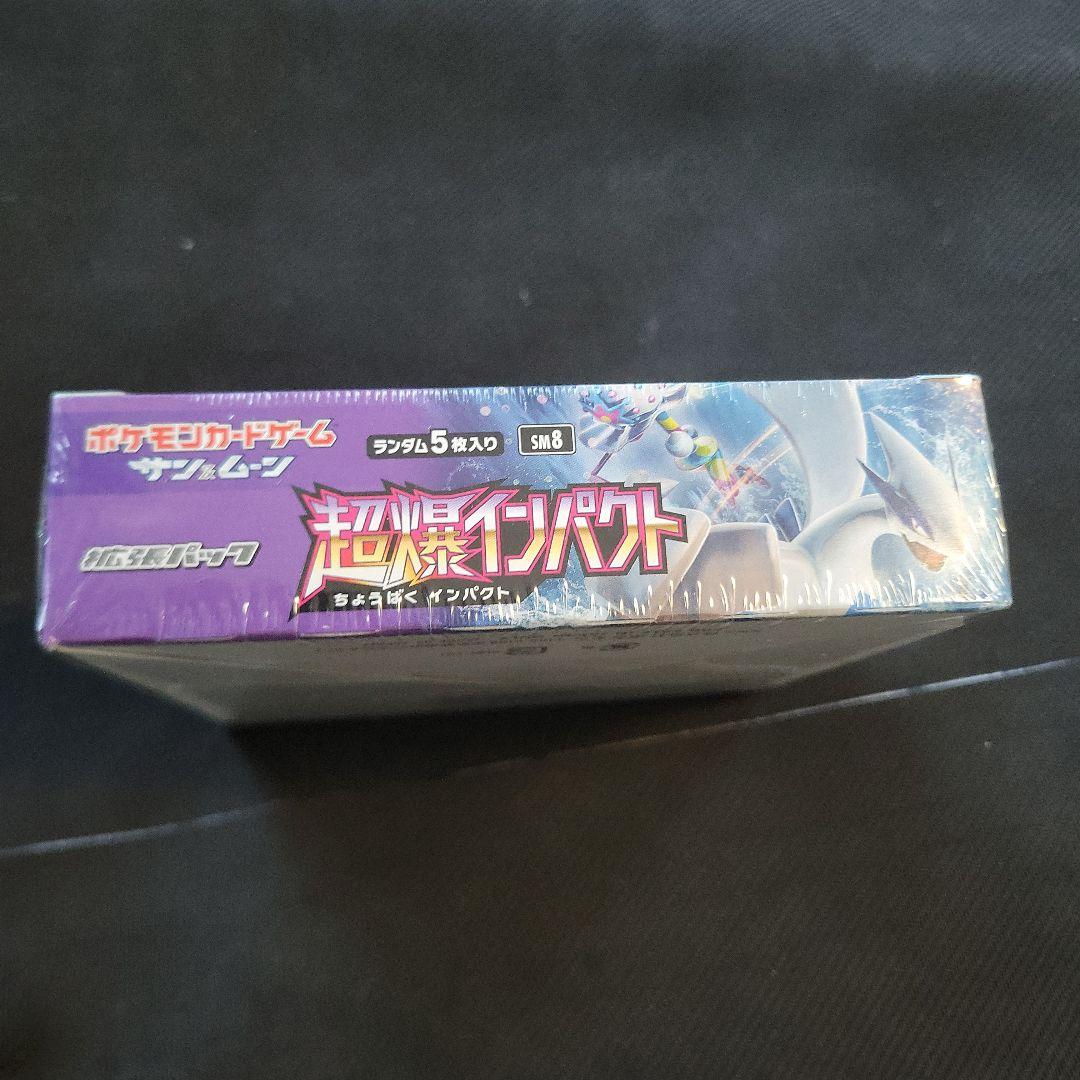 ポケモンカードゲーム
サン&ムーン
ランダム5枚入り SM8
拡張パック
超爆インパクト
ちょうばく インパクト